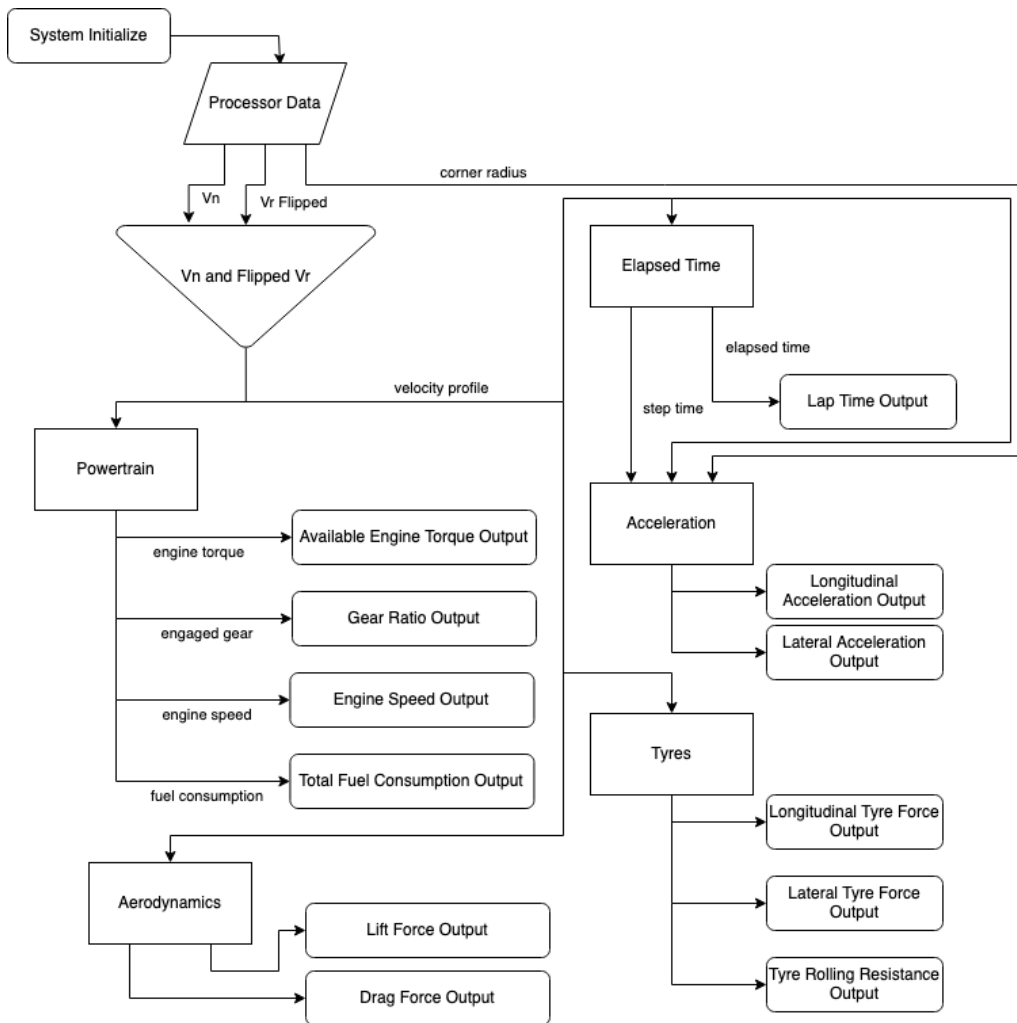 System Initialize
Processor Data
corner radius
Vn
Vr Flipped
Vn and Flipped Vr
Elapsed Time
elapsed time
step time
Lap Time Output
velocity profile
Powertrain
engine torque
Available Engine Torque Output
engaged gear
Gear Ratio Output
engine speed
Engine Speed Output
fuel consumption
Total Fuel Consumption Output
Acceleration
Longitudinal
Acceleration Output
Lateral Acceleration
Output
Tyres
Longitudinal Tyre Force
Output
Lateral Tyre Force
Output
Tyre Rolling Resistance
Output
Aerodynamics
Lift Force Output
Drag Force Output